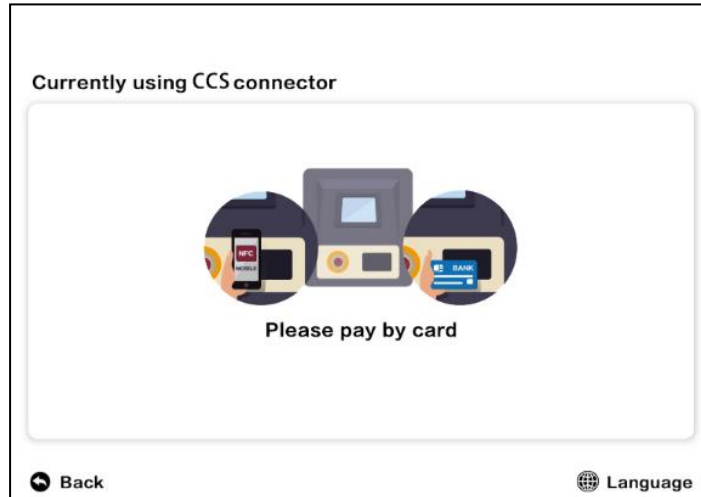 Currently using CCS connector
NFC
MOBILE
BANK
Please pay by card
Back
Language